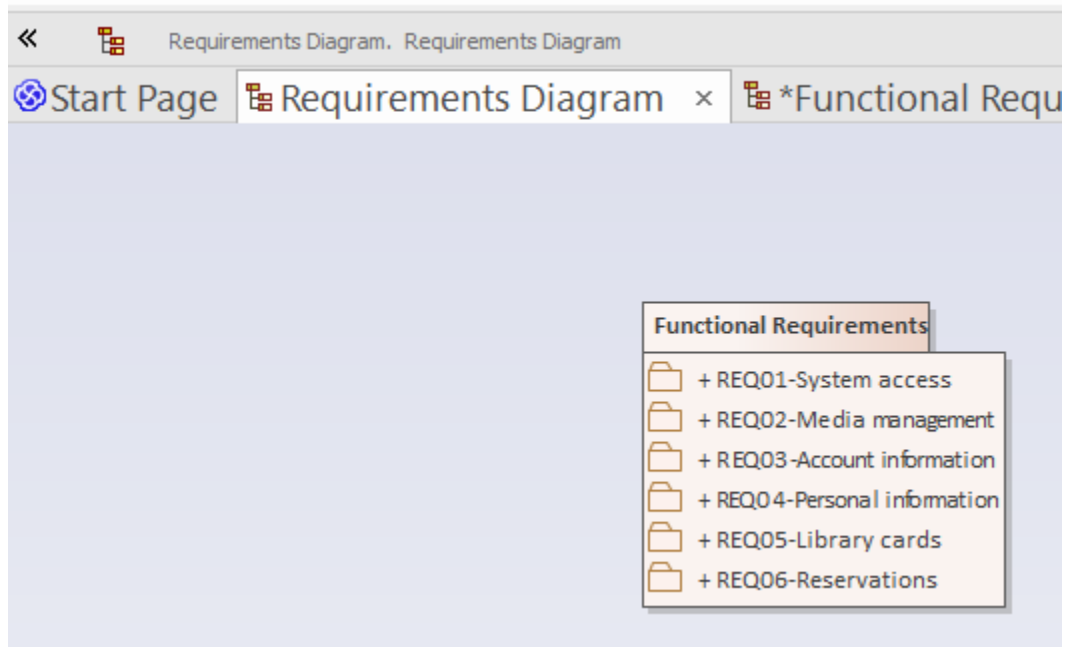 «
Requirements Diagram. Requirements Diagram
Start Page Requirements Diagram × *Functional Requ
Functional Requirements
+ REQ01-System access
+ REQ02-Media management
+ REQ03-Account information
+ REQ04-Personal information
+ REQ05-Library cards
+ REQ06-Reservations